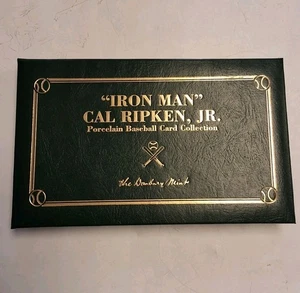 "IRON MAN"
CAL RIPKEN, JR.
Porcelain Baseball Card Collection
The Danbury Mint